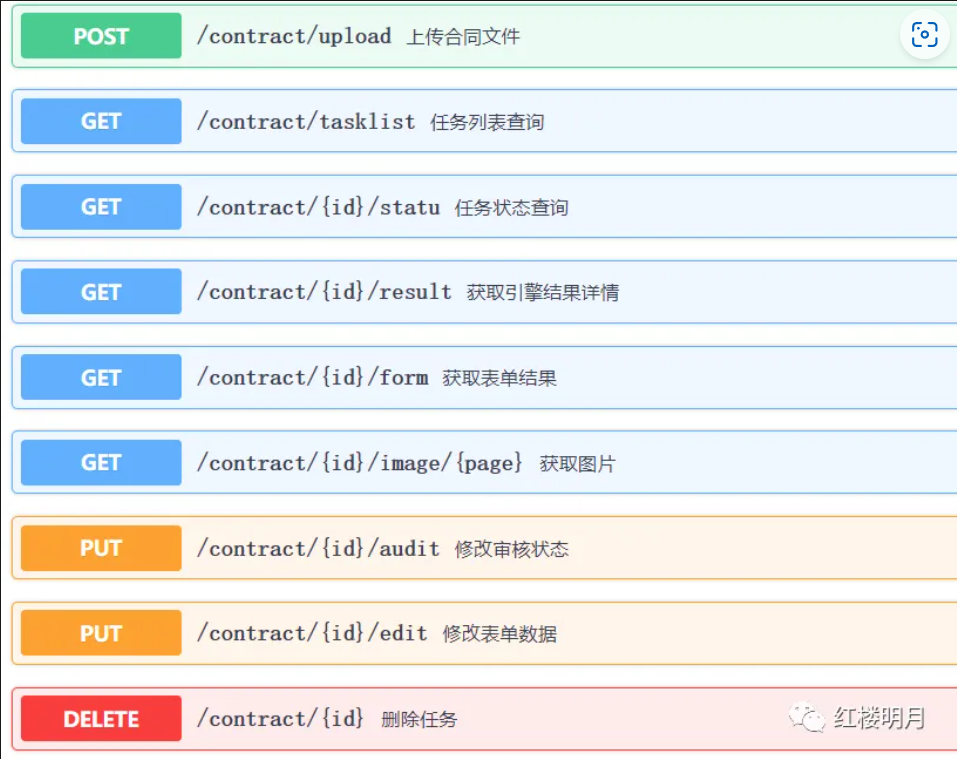 POST /contract/upload 上传合同文件
GET /contract/tasklist 任务列表查询
GET /contract/{id}/statu 任务状态查询
GET /contract/{id}/result 获取引擎结果详情
GET /contract/{id}/form 获取表单结果
GET /contract/{id}/image/{page} 获取图片
PUT /contract/{id}/audit 修改审核状态
PUT /contract/{id}/edit 修改表单数据
DELETE /contract/{id} 删除任务
红楼明月